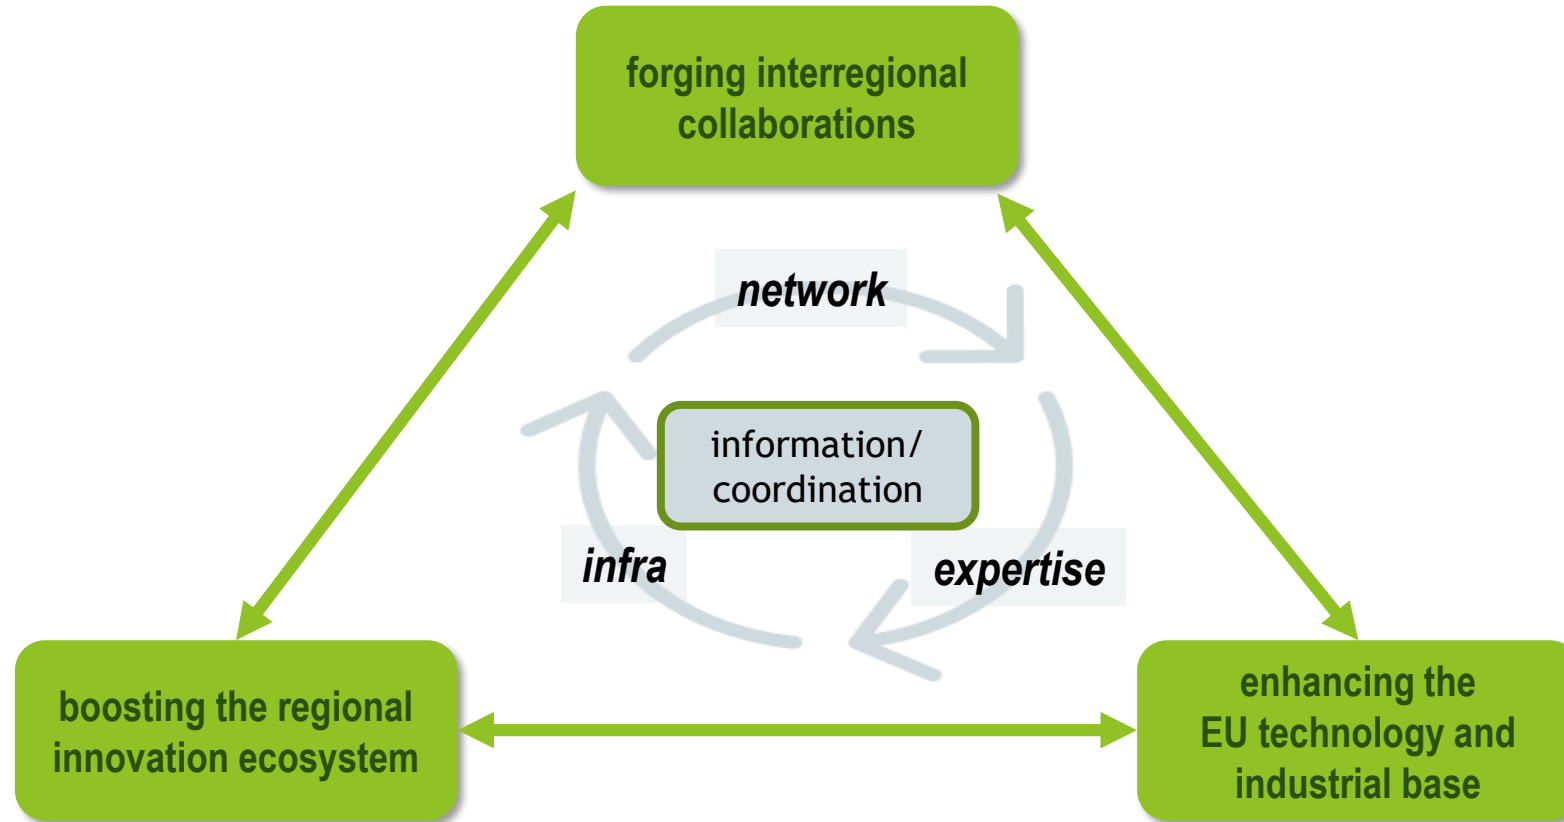 forging interregional
collaborations
network
information/
coordination
infra
expertise
boosting the regional
innovation ecosystem
enhancing the
EU technology and
industrial base